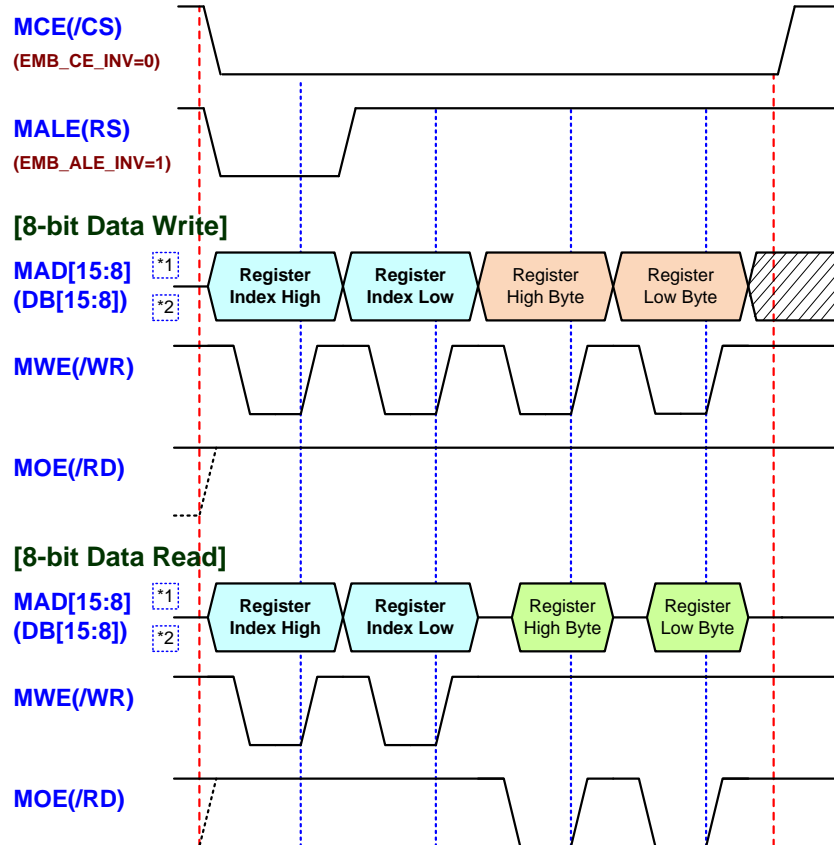 MCE(/CS)
(EMB_CE_INV=0)
MALE(RS)
(EMB_ALE_INV=1)
[8-bit Data Write]
MAD[15:8]
(DB[15:8])
*1
*2
Register
Index High
Register
Index Low
Register
High Byte
Register
Low Byte
MWE(/WR)
MOE(/RD)
[8-bit Data Read]
MAD[15:8]
(DB[15:8])
*1
*2
Register
Index High
Register
Index Low
Register
High Byte
Register
Low Byte
MWE(/WR)
MOE(/RD)